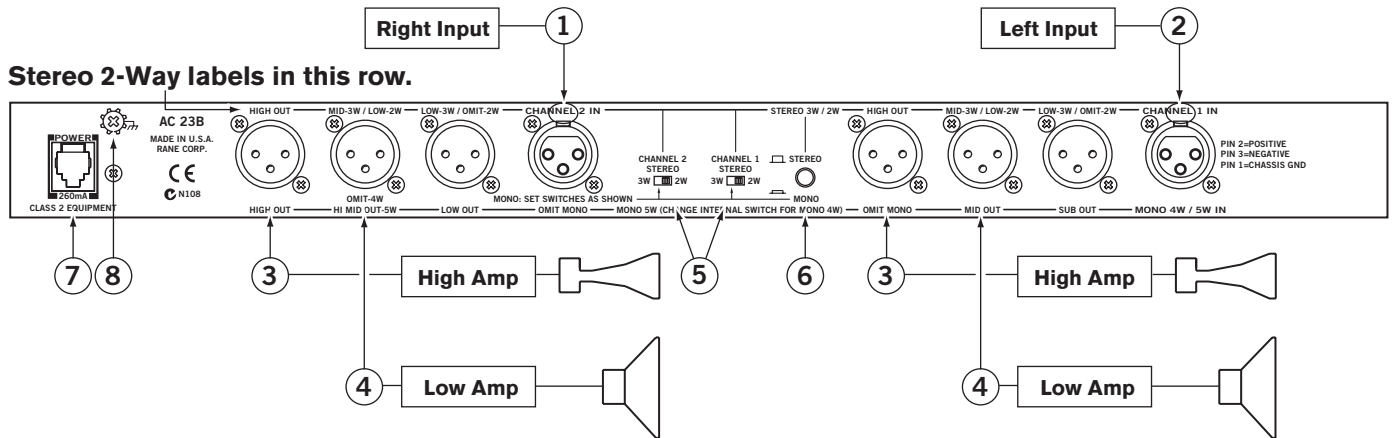 Right Input
1
Left Input
2
Stereo 2-Way labels in this row.
HIGH OUT
MID-3W / LOW-2W
LOW-3W / OMIT-2W
CHANNEL 2 IN
STEREO 3W / 2W
HIGH OUT
MID-3W / LOW-2W
LOW-3W / OMIT-2W
CHANNEL 1 IN
POWER
260mA
CLASS 2 EQUIPMENT
AC 23B
MADE IN U.S.A.
RANE CORP.
CE
N108
CHANNEL 2
STEREO
3W 2W
CHANNEL 1
STEREO
3W 2W
STEREO
MONO
PIN 2=POSITIVE
PIN 3=NEGATIVE
PIN 1=CHASSIS GND
MONO: SET SWITCHES AS SHOWN
HIGH OUT
OMIT-4W
HI MID OUT-5W
LOW OUT
OMIT MONO
MONO 5W (CHANGE INTERNAL SWITCH FOR MONO 4W)
OMIT MONO
MID OUT
SUB OUT
MONO 4W / 5W IN
7
8
3
High Amp
5
6
3
High Amp
4
Low Amp
4
Low Amp